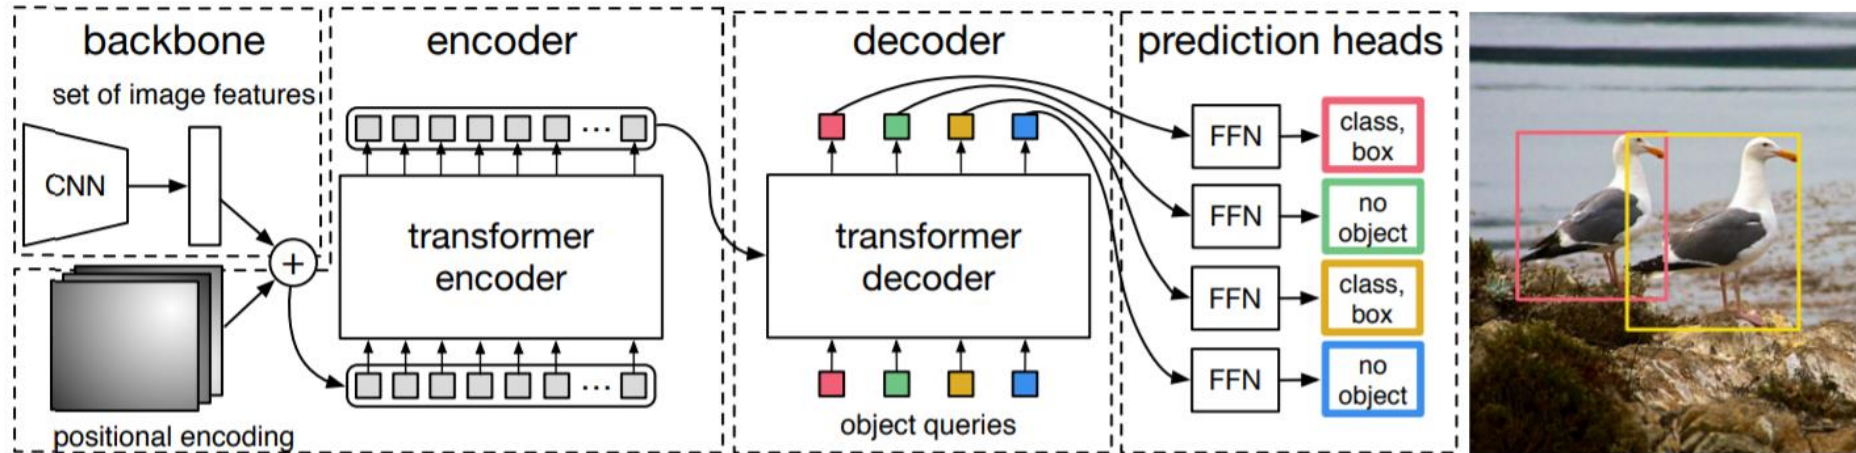 backbone
set of image features
CNN
+
positional encoding
encoder
...
transformer
encoder
...
decoder
transformer
decoder
object queries
prediction heads
FFN
class,
box
FFN
no
object
FFN
class,
box
FFN
no
object